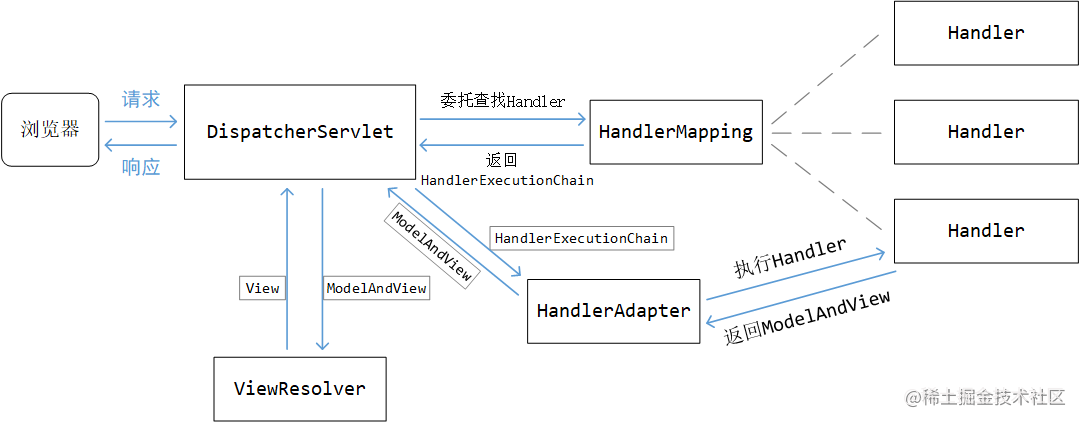 浏览器
请求
响应
DispatcherServlet
委托查找Handler
返回
HandlerExecutionChain
HandlerMapping
Handler
Handler
Handler
ModelAndView
HandlerExecutionChain
执行Handler
返回ModelAndView
HandlerAdapter
View
ModelAndView
ViewResolver
@稀土掘金技术社区